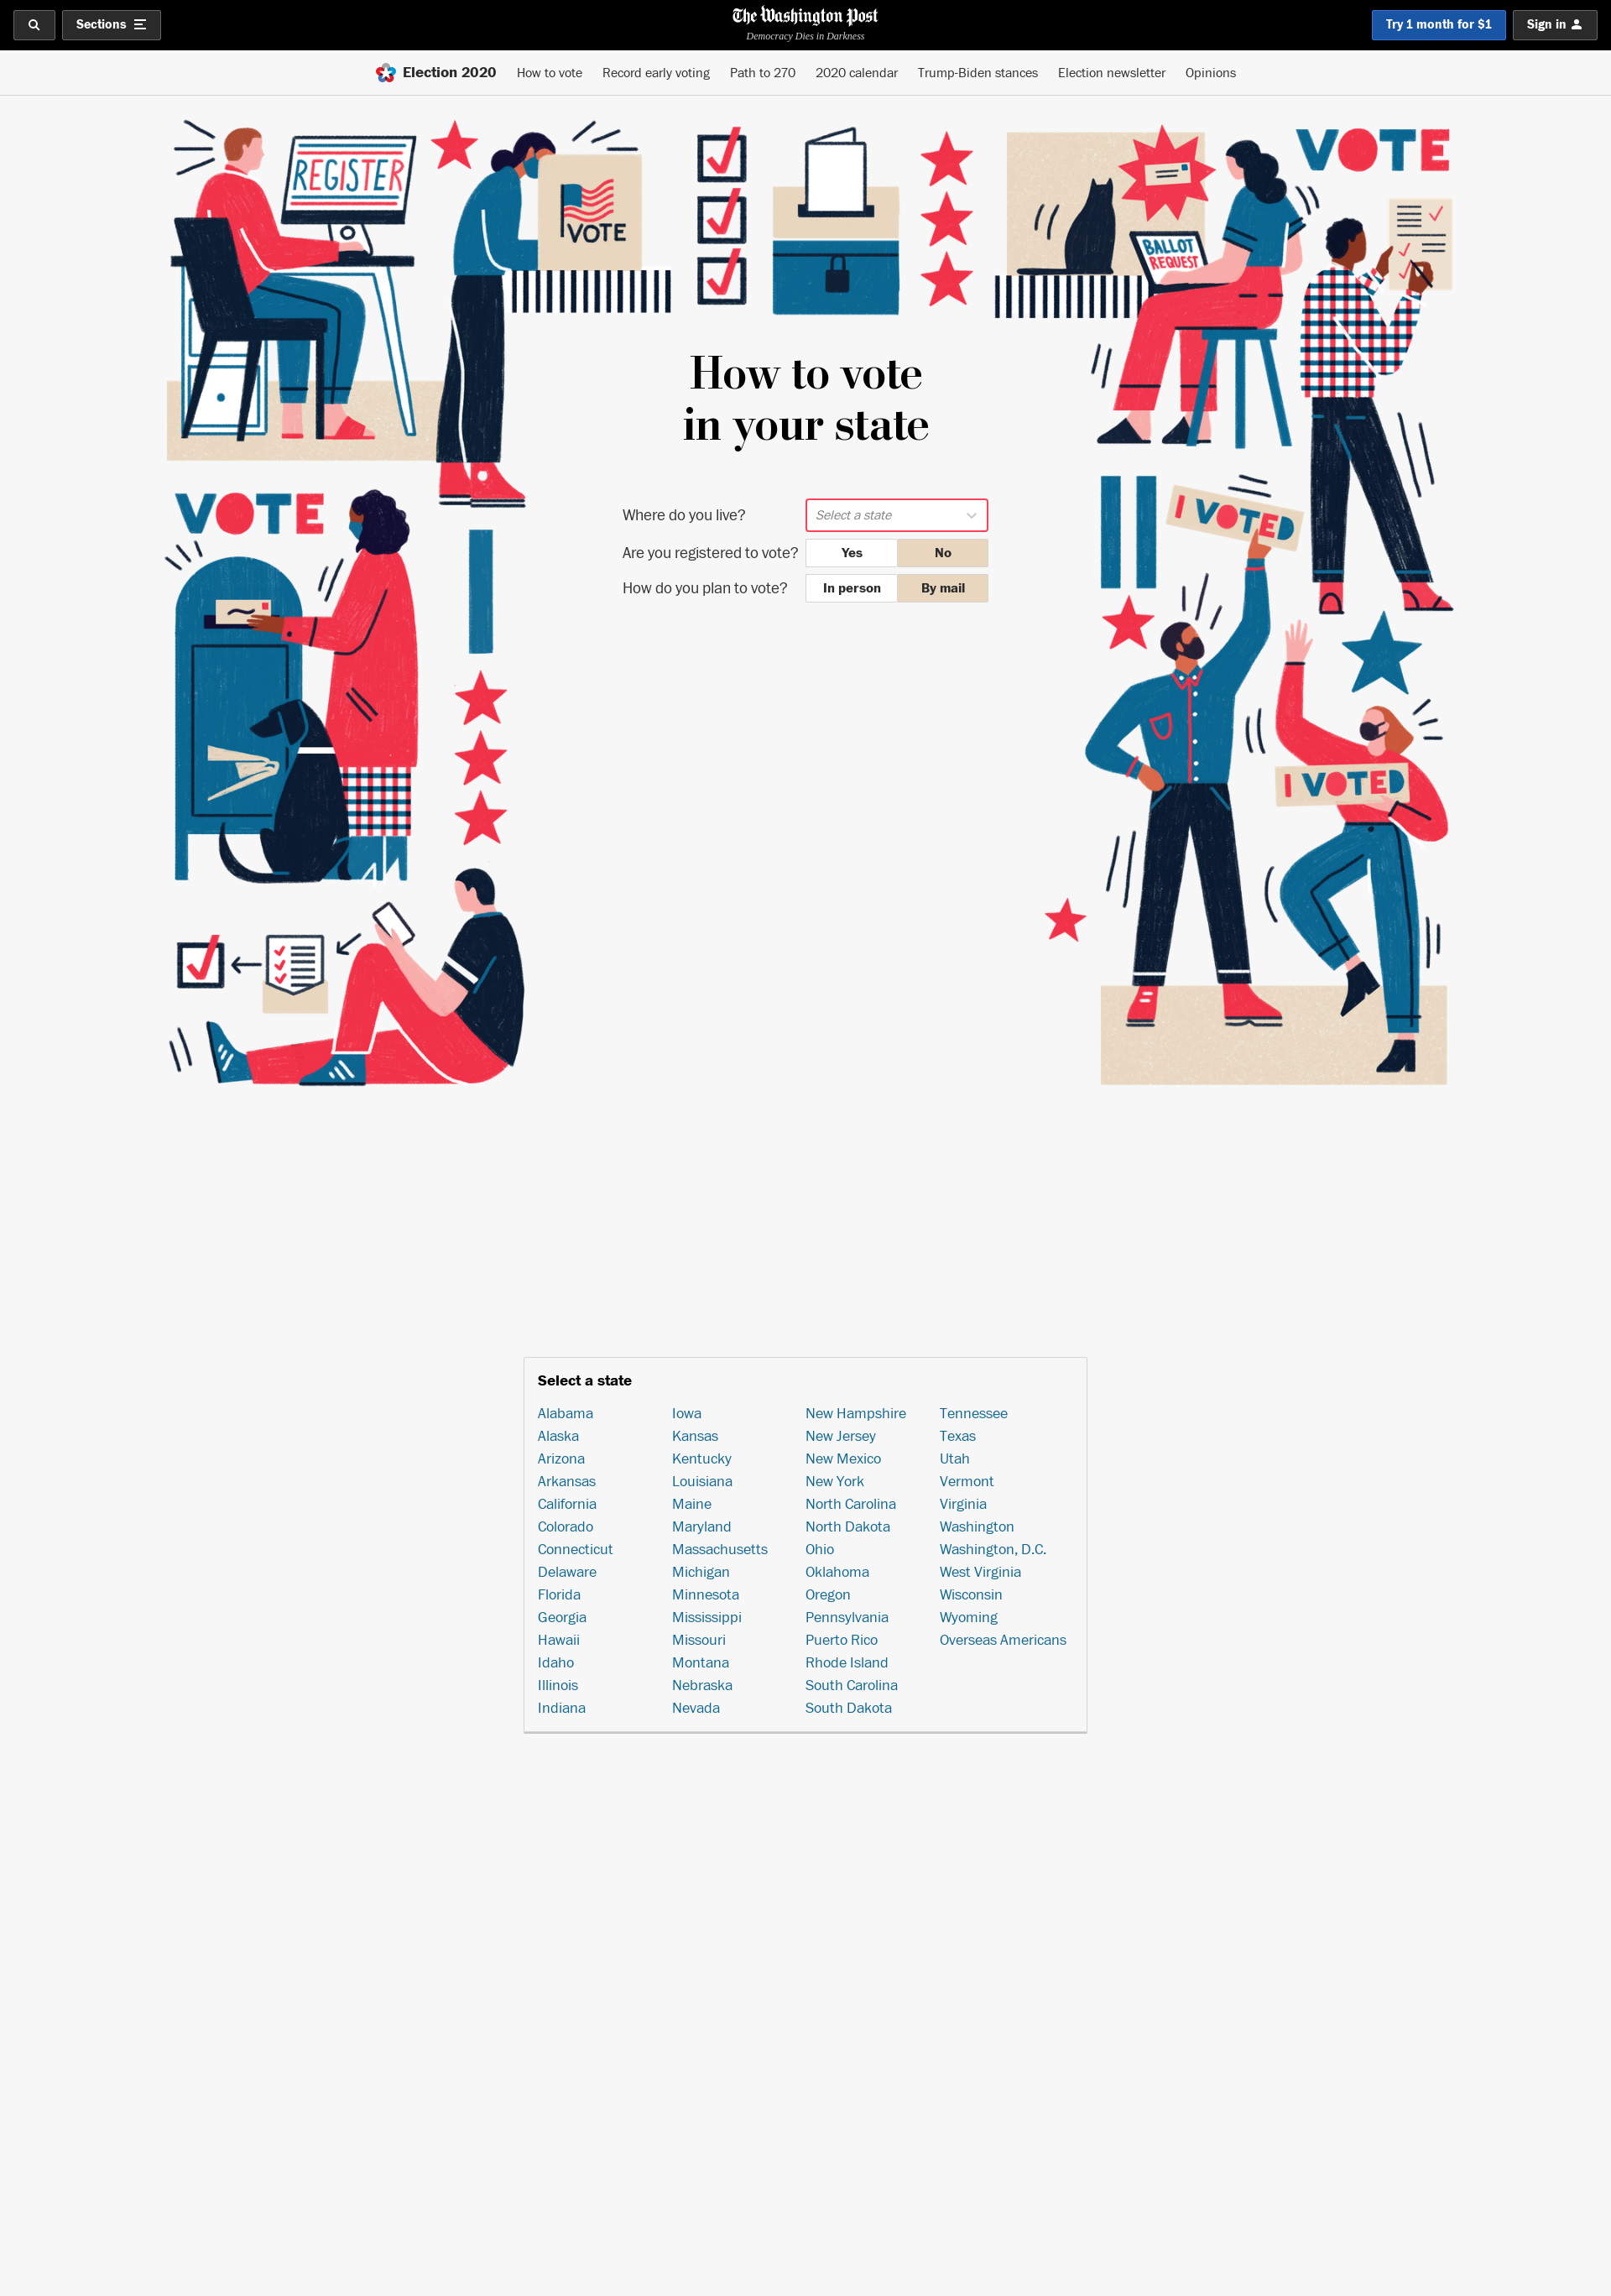 Sections
The Washington Post
Democracy Dies in Darkness
Try 1 month for $1
Sign in
Election 2020
How to vote
Record early voting
Path to 270
2020 calendar
Trump-Biden stances
Election newsletter
Opinions
REGISTER
VOTE
BALLOT
REQUEST
VOTE
How to vote
in your state
VOTE
I VOTED
I VOTED
Where do you live?
Select a state
Are you registered to vote?
Yes
No
How do you plan to vote?
In person
By mail
Select a state
Alabama
Alaska
Arizona
Arkansas
California
Colorado
Connecticut
Delaware
Florida
Georgia
Hawaii
Idaho
Illinois
Indiana
Iowa
Kansas
Kentucky
Louisiana
Maine
Maryland
Massachusetts
Michigan
Minnesota
Mississippi
Missouri
Montana
Nebraska
Nevada
New Hampshire
New Jersey
New Mexico
New York
North Carolina
North Dakota
Ohio
Oklahoma
Oregon
Pennsylvania
Puerto Rico
Rhode Island
South Carolina
South Dakota
Tennessee
Texas
Utah
Vermont
Virginia
Washington
Washington, D.C.
West Virginia
Wisconsin
Wyoming
Overseas Americans